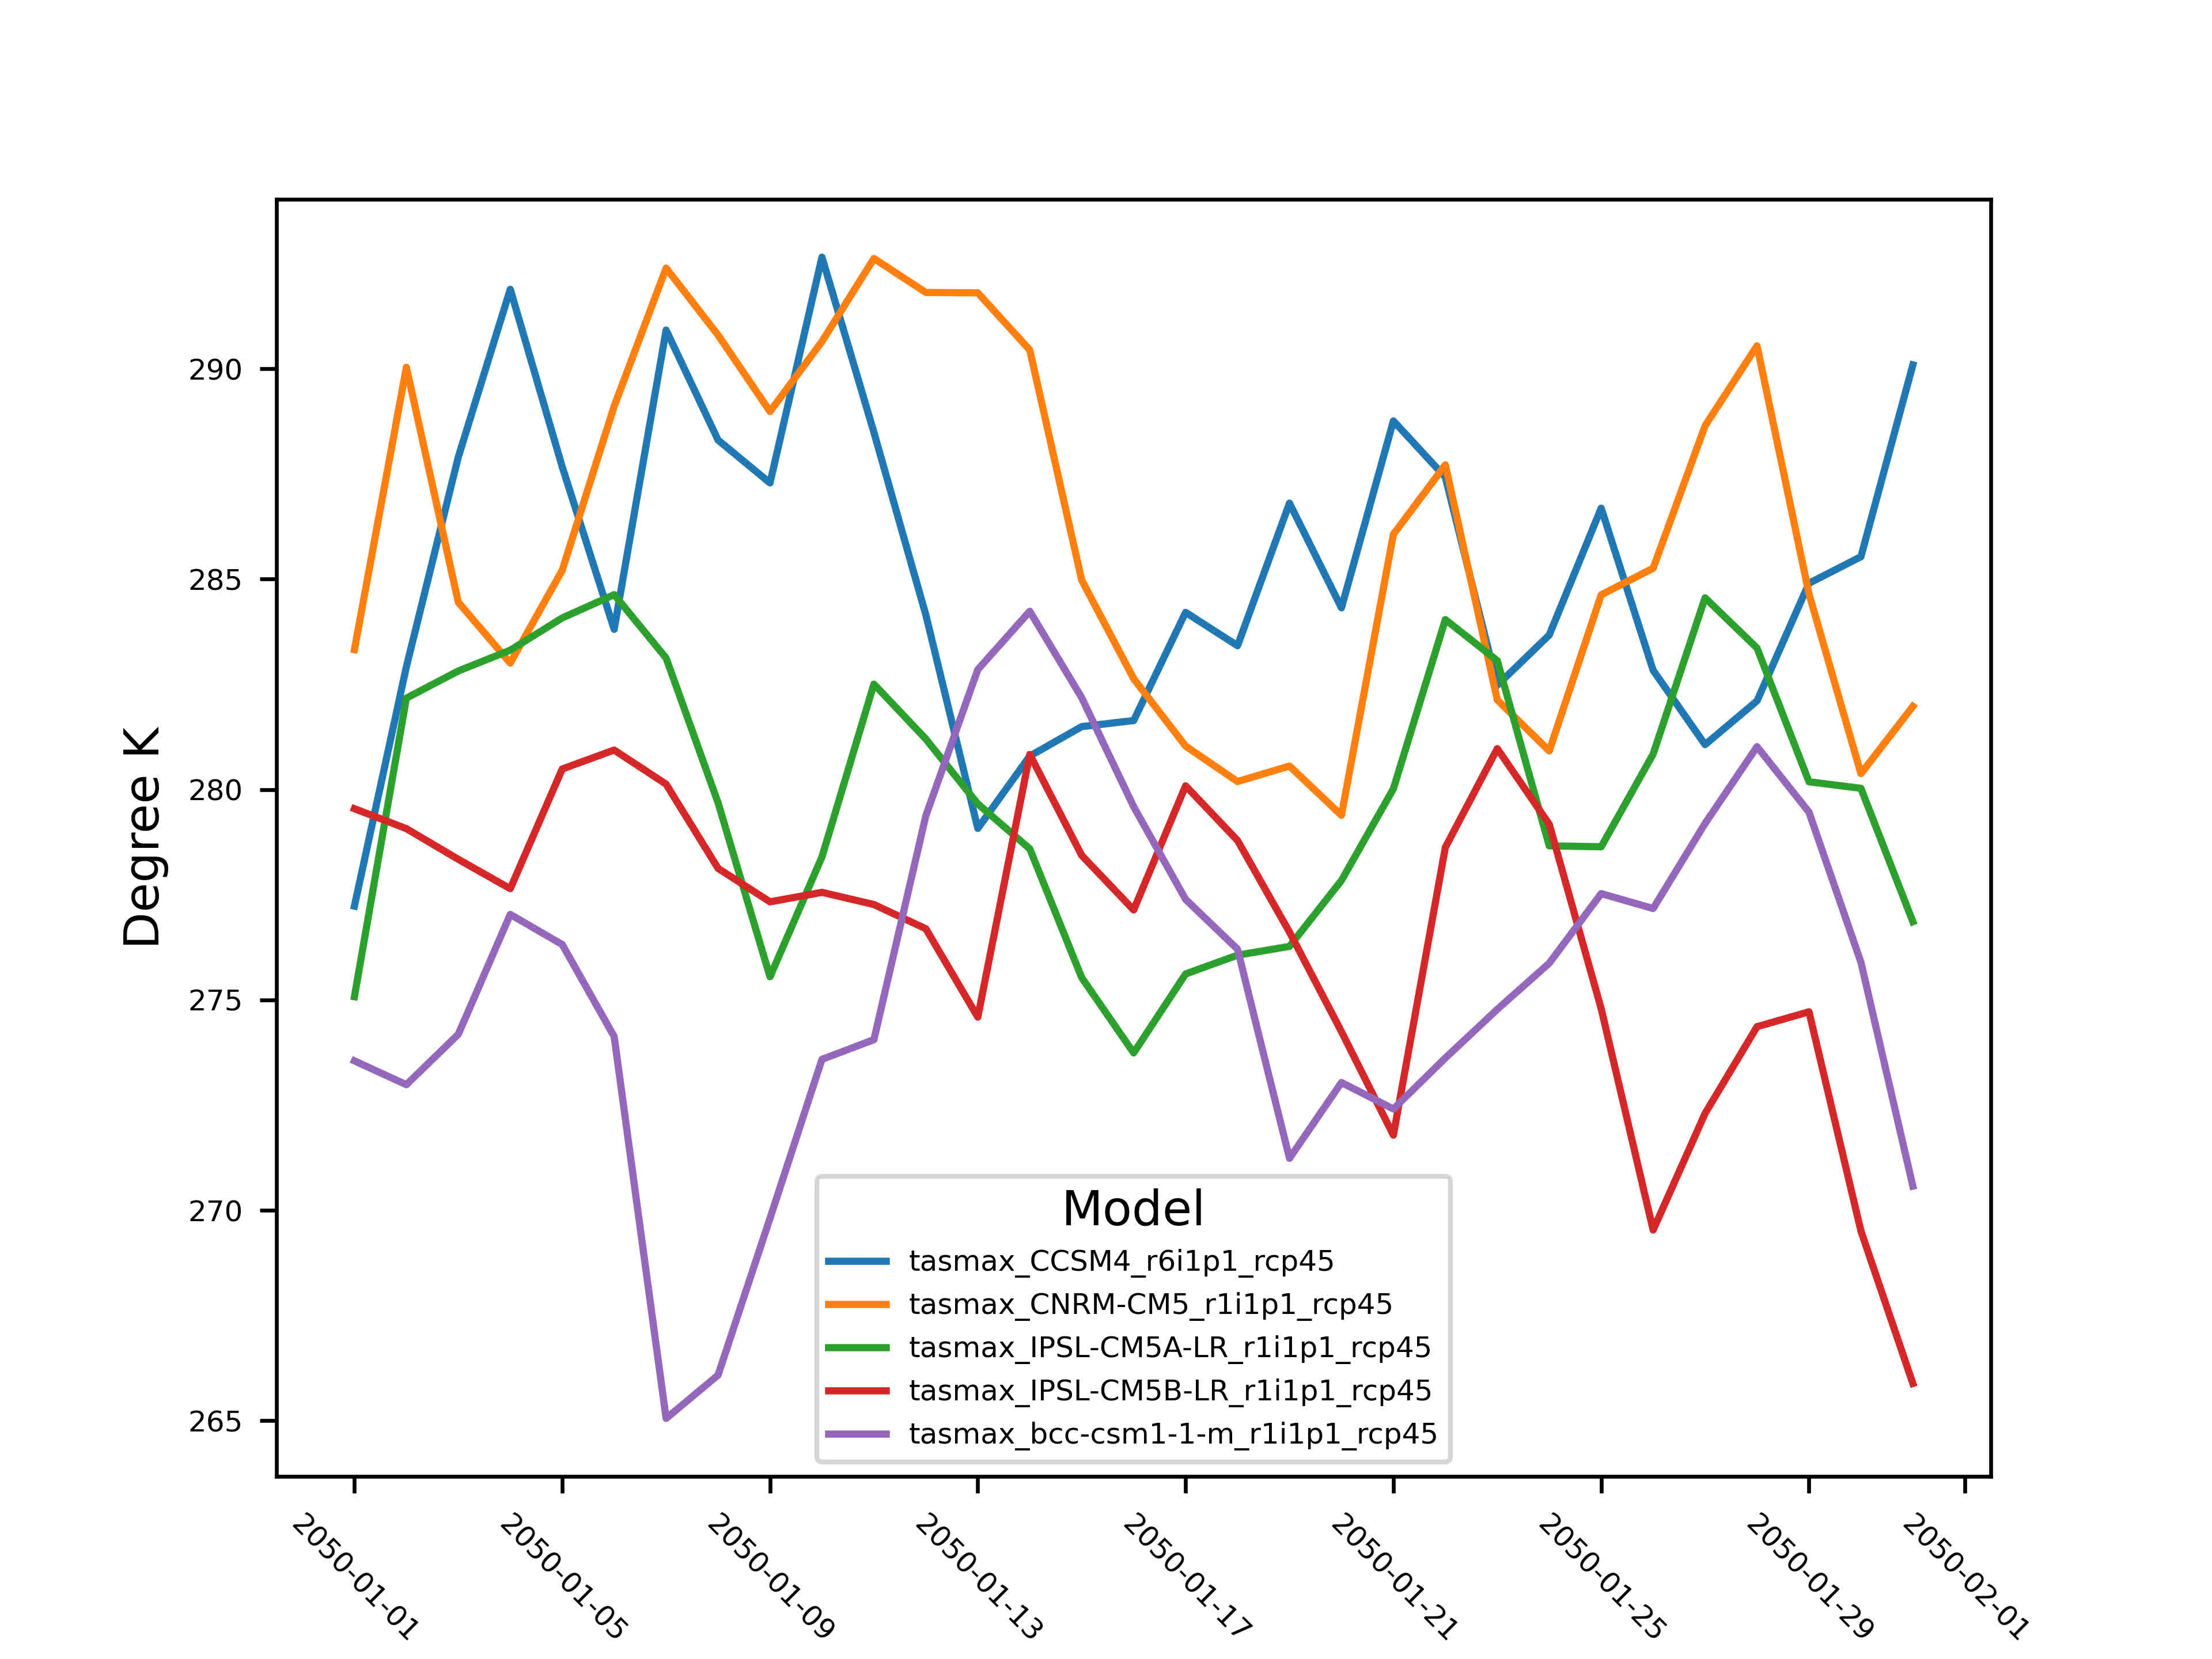 290
285
280
275
270
265
Degree K
Model
tasmax_CCSM4_r6i1p1_rcp45
tasmax_CNRM-CM5_r1i1p1_rcp45
tasmax_IPSL-CM5A-LR_r1i1p1_rcp45
tasmax_IPSL-CM5B-LR_r1i1p1_rcp45
tasmax_bcc-csm1-1-m_r1i1p1_rcp45
2050-01-01
2050-01-05
2050-01-09
2050-01-13
2050-01-17
2050-01-21
2050-01-25
2050-01-29
2050-02-01